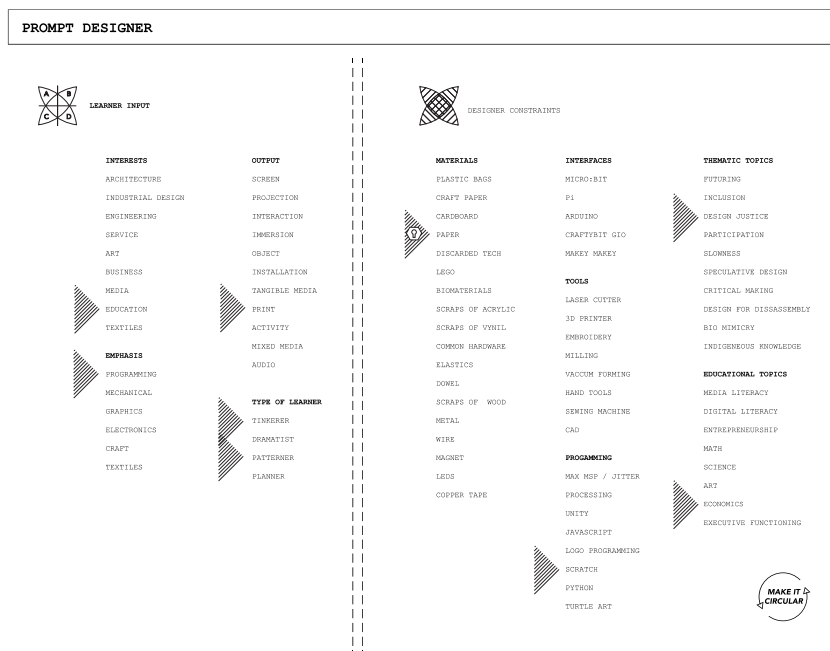 PROMPT DESIGNER
A B
C D
LEARNER INPUT
INTERESTS
ARCHITECTURE
INDUSTRIAL DESIGN
ENGINEERING
SERVICE
ART
BUSINESS
MEDIA
EDUCATION
TEXTILES
EMPHASIS
PROGRAMMING
MECHANICAL
GRAPHICS
ELECTRONICS
CRAFT
TEXTILES
OUTPUT
SCREEN
PROJECTION
INTERACTION
IMMERSION
OBJECT
INSTALLATION
TANGIBLE MEDIA
PRINT
ACTIVITY
MIXED MEDIA
AUDIO
TYPE OF LEARNER
TINKERER
DRAMATIST
PATTERNER
PLANNER
DESIGNER CONSTRAINTS
MATERIALS
PLASTIC BAGS
CRAFT PAPER
CARDBOARD
PAPER
DISCARDED TECH
LEGO
BIOMATERIALS
SCRAPS OF ACRYLIC
SCRAPS OF VYNIL
COMMON HARDWARE
ELASTICS
DOWEL
SCRAPS OF WOOD
METAL
WIRE
MAGNET
LEDS
COPPER TAPE
INTERFACES
MICRO:BIT
Pi
ARDUINO
CRAFTYBIT GIO
MAKEY MAKEY
TOOLS
LASER CUTTER
3D PRINTER
EMBROIDERY
MILLING
VACCUM FORMING
HAND TOOLS
SEWING MACHINE
CAD
PROGAMMING
MAX MSP / JITTER
PROCESSING
UNITY
JAVASCRIPT
LOGO PROGRAMMING
SCRATCH
PYTHON
TURTLE ART
THEMATIC TOPICS
FUTURING
INCLUSION
DESIGN JUSTICE
PARTICIPATION
SLOWNESS
SPECULATIVE DESIGN
CRITICAL MAKING
DESIGN FOR DISSASSEMBLY
BIO MIMICRY
INDIGENEOUS KNOWLEDGE
EDUCATIONAL TOPICS
MEDIA LITERACY
DIGITAL LITERACY
ENTREPRENEURSHIP
MATH
SCIENCE
ART
ECONOMICS
EXECUTIVE FUNCTIONING
MAKE IT
CIRCULAR